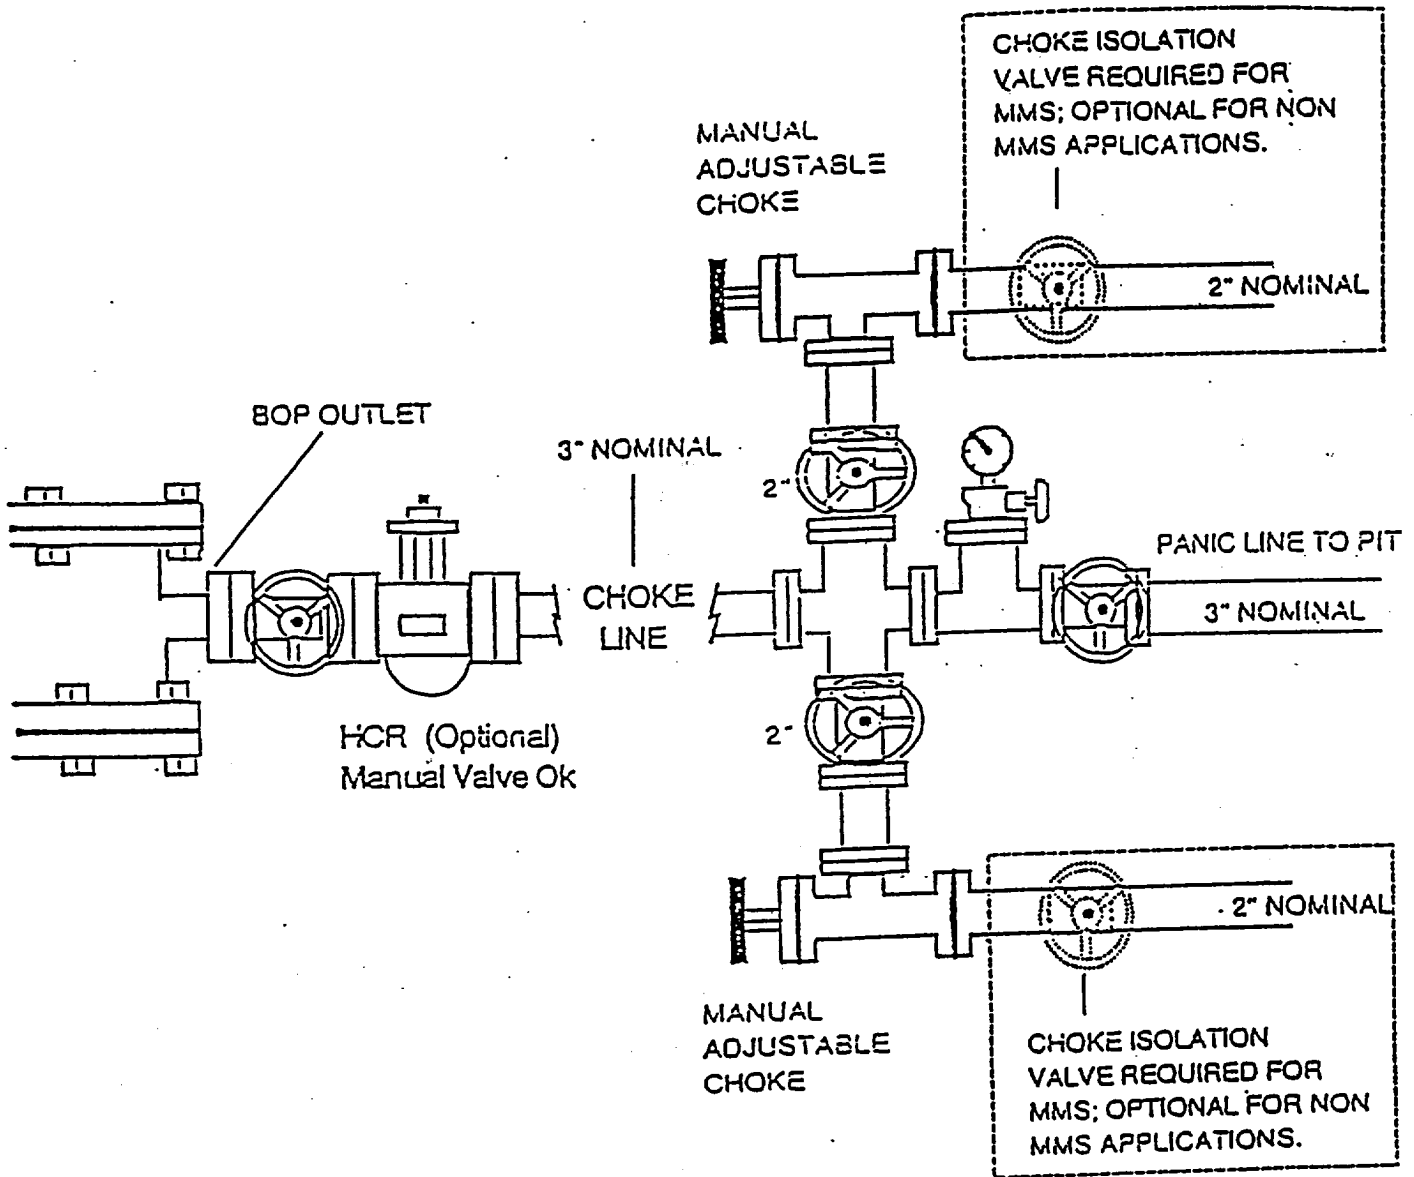 CHOKE ISOLATION
VALVE REQUIRED FOR
MMS; OPTIONAL FOR NON
MMS APPLICATIONS.
MANUAL
ADJUSTABLE
CHOKE
2" NOMINAL
BOP OUTLET
3" NOMINAL
2"
PANIC LINE TO PIT
CHOKE
LINE
3" NOMINAL
HCR (Optional)
Manual Valve Ok
2"
2" NOMINAL
MANUAL
ADJUSTABLE
CHOKE
CHOKE ISOLATION
VALVE REQUIRED FOR
MMS; OPTIONAL FOR NON
MMS APPLICATIONS.